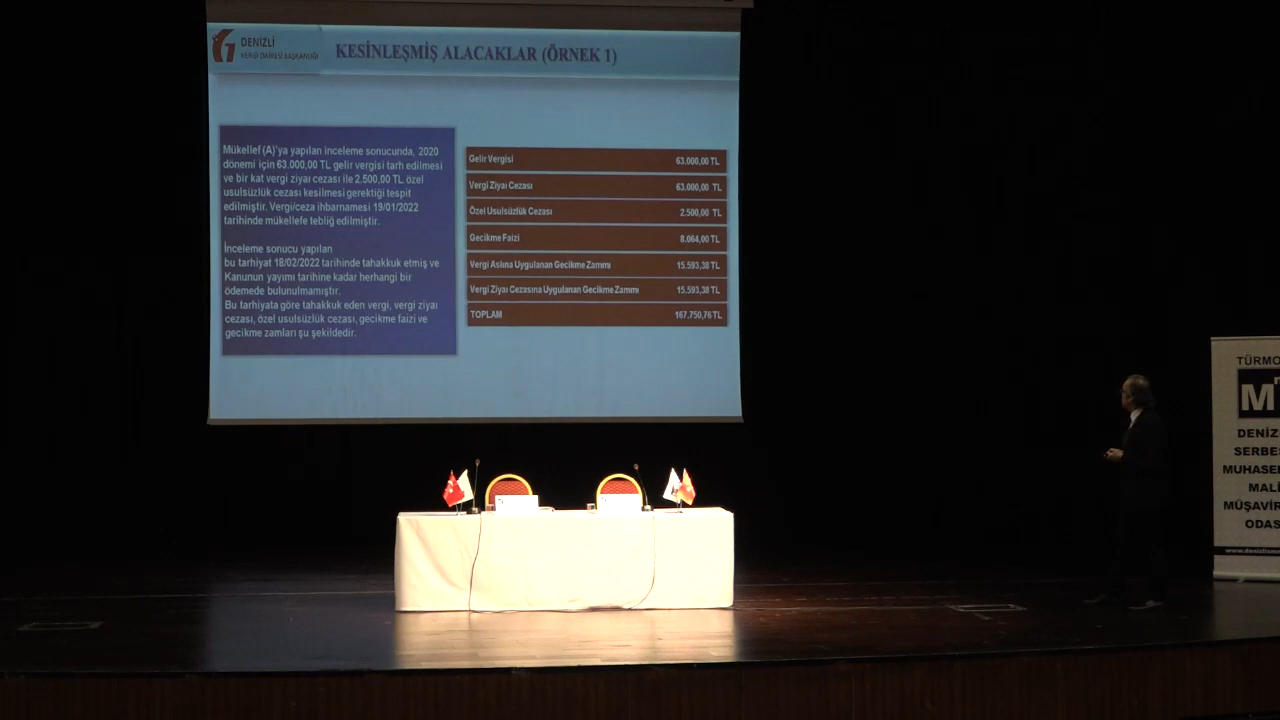 DENİZLİ
VERGİ DAİRESİ BAŞKANLIĞI
KESİNLEŞMİŞ ALACAKLAR (ÖRNEK 1)
Mükellef (A)'ya yapılan inceleme sonucunda, 2020
dönemi için 63.000,00 TL gelir vergisi tarh edilmesi
ve bir kat vergi ziyaı cezası ile 2.500,00 TL özel
usulsüzlük cezası kesilmesi gerektiği tespit
edilmiştir. Vergi/ceza ihbarnamesi 19/01/2022
tarihinde mükellefe tebliğ edilmiştir.
İnceleme sonucu yapılan
bu tarhiyat 18/02/2022 tarihinde tahakkuk etmiş ve
Kanunun yayımı tarihine kadar herhangi bir
ödemede bulunulmamıştır.
Bu tarhiyata göre tahakkuk eden vergi, vergi ziyaı
cezası, özel usulsüzlük cezası, gecikme faizi ve
gecikme zamları şu şekildedir.
Gelir Vergisi 63.000,00 TL
Vergi Ziyaı Cezası 63.000,00 TL
Özel Usulsüzlük Cezası 2.500,00 TL
Gecikme Faizi 8.064,00 TL
Vergi Aslına Uygulanan Gecikme Zammı 15.593,38 TL
Vergi Ziyaı Cezasına Uygulanan Gecikme Zammı 15.593,38 TL
TOPLAM 167.750,76 TL
TÜRMO
M
DENİZ
SERBES
MUHASE
MALİ
MÜŞAVİR
ODAS
www.denizlism